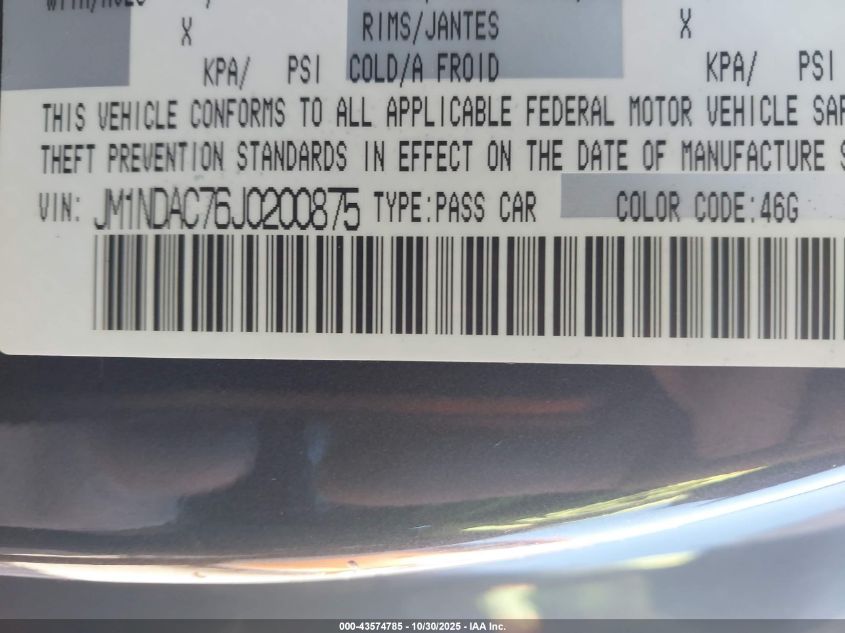 X RIMS/JANTES X
KPA/ PSI COLD/A FROID KPA/ PSI
THIS VEHICLE CONFORMS TO ALL APPLICABLE FEDERAL MOTOR VEHICLE SAF
THEFT PREVENTION STANDARDS IN EFFECT ON THE DATE OF MANUFACTURE S
VIN: JM1NDAC76J0200875 TYPE:PASS CAR COLOR CODE:46G
000-43574785 - 10/30/2025 - IAA Inc.